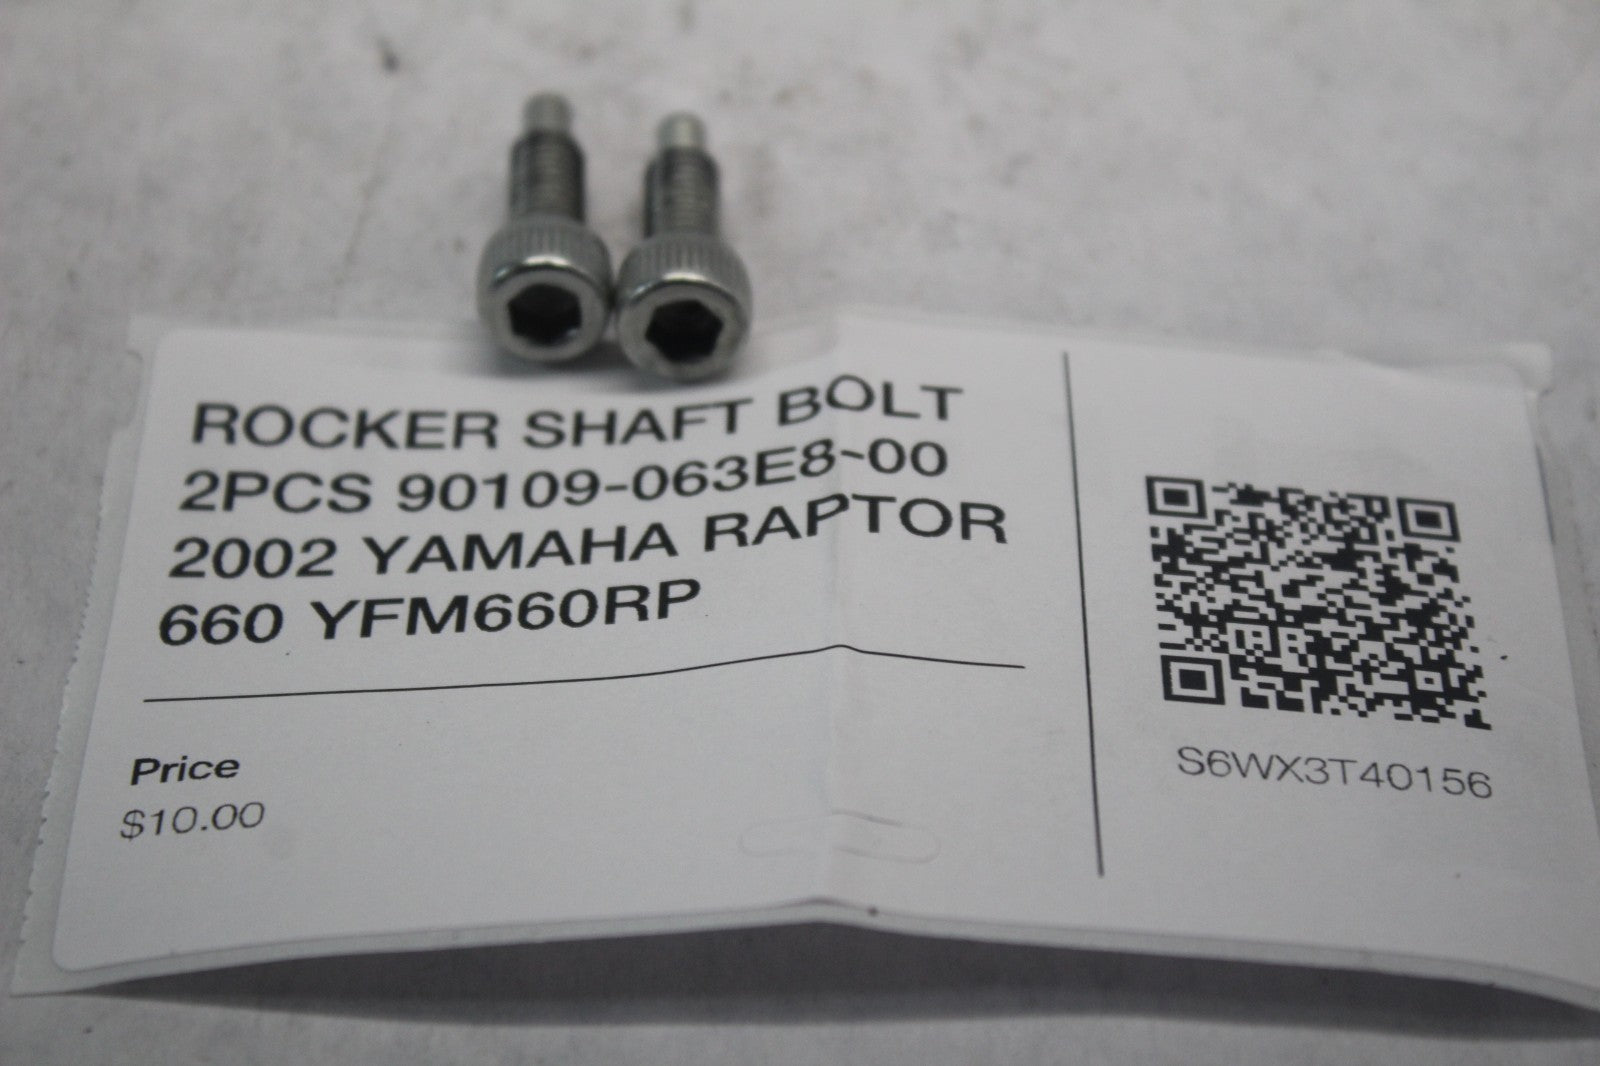 ROCKER SHAFT BOLT
2PCS 90109-063E8-00
2002 YAMAHA RAPTOR
660 YFM660RP
Price
$10.00
S6WX3T40156